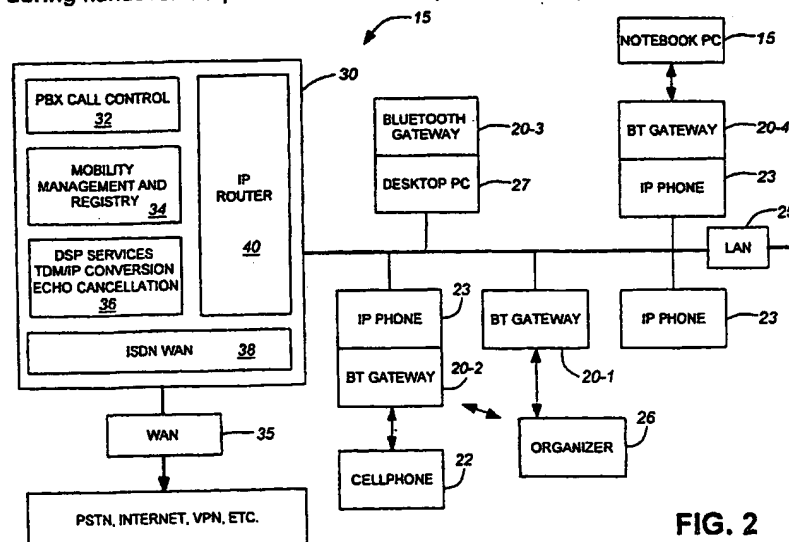 during handover
15
30
PBX CALL CONTROL
32
MOBILITY
MANAGEMENT AND
REGISTRY 34
DSP SERVICES
TDM/IP CONVERSION
ECHO CANCELLATION
36
IP
ROUTER
40
ISDN WAN 38
WAN 35
PSTN, INTERNET, VPN, ETC.
BLUETOOTH
GATEWAY 20-3
DESKTOP PC 27
NOTEBOOK PC 15
BT GATEWAY 20-4
IP PHONE 23
25
LAN
IP PHONE 23
BT GATEWAY 20-2
CELLPHONE 22
BT GATEWAY 20-1
ORGANIZER 26
IP PHONE 23
FIG. 2